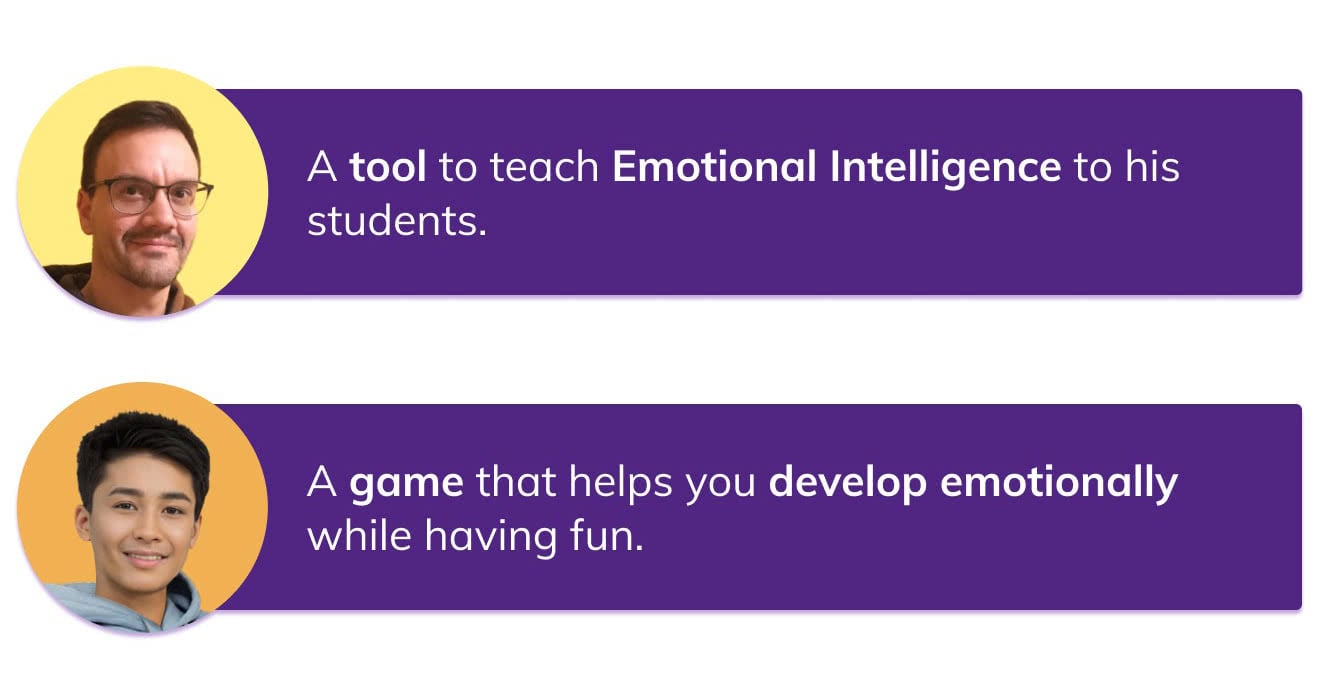 A tool to teach Emotional Intelligence to his
students.
A game that helps you develop emotionally
while having fun.